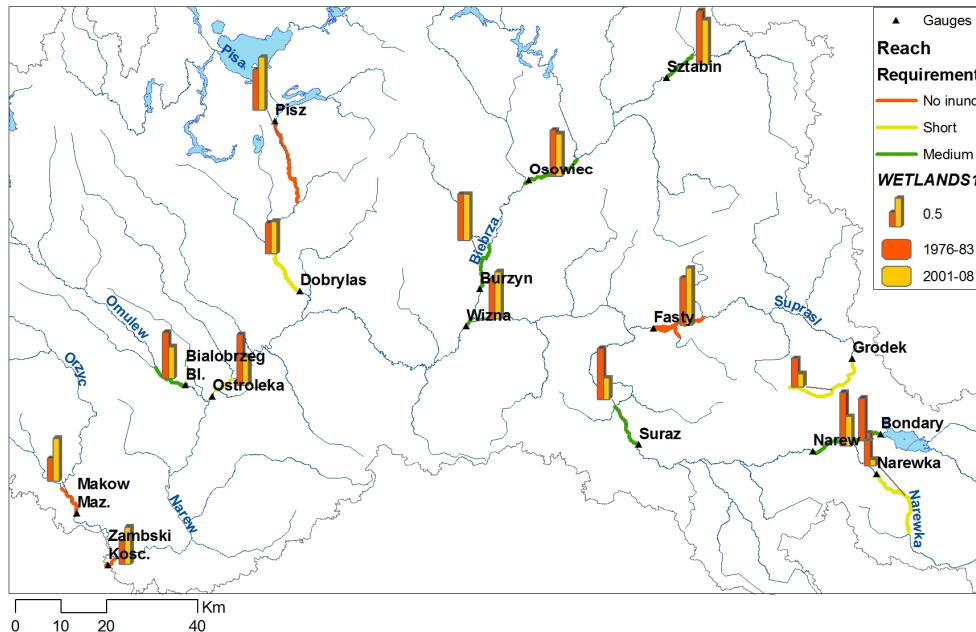 Gauges
Reach
Requirement
No inund
Short
Medium
WETLANDS1
0.5
1976-83
2001-08
Pisa
Sztabin
Pisz
Osowiec
Biebrza
Dobrylas
Burzyn
Omulew
Wizna
Fasty
Suprasl
Grodek
Orzyc
Bialobrzeg
Bl.
Ostroleka
Suraz
Narew
Bondary
Narewka
Makow
Maz.
Narew
Narewka
Zambski
Kosc.
Km
0 10 20 40